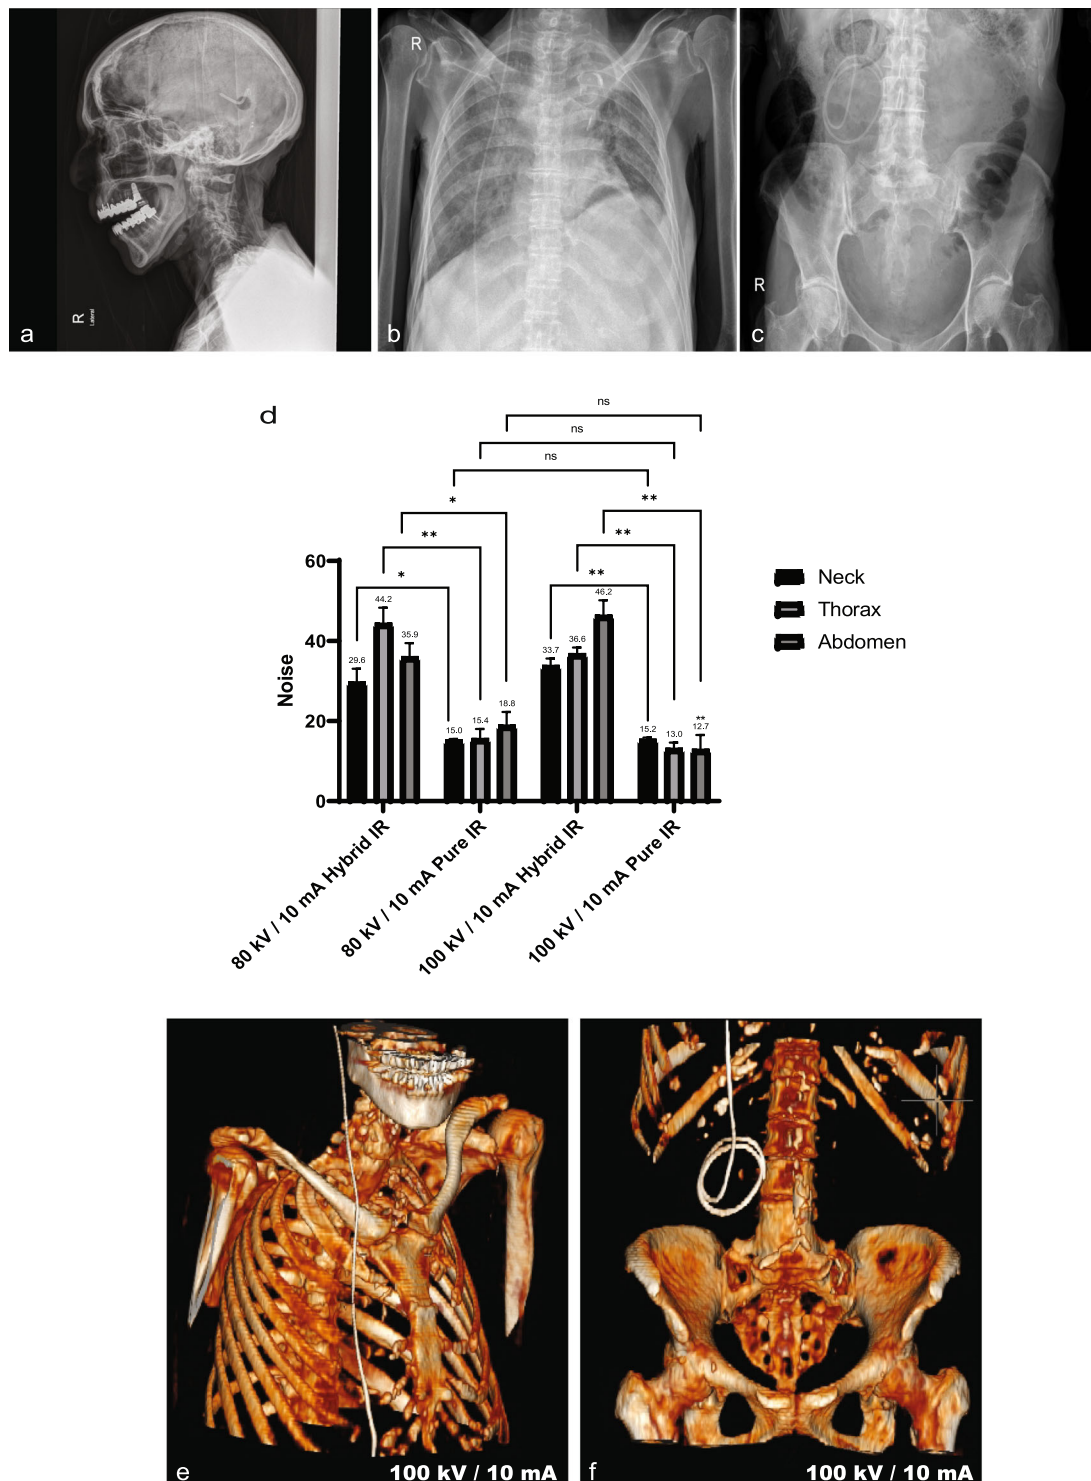 R
Lateral
a
R
b
R
c
d
ns
ns
ns
*
**
**
**
*
**
60
40
20
0
Noise
29.6
44.2
35.9
15.0
15.4
18.8
33.7
36.6
46.2
15.2
13.0
**
12.7
Neck
Thorax
Abdomen
80 kV / 10 mA Hybrid IR
80 kV / 10 mA Pure IR
100 kV / 10 mA Hybrid IR
100 kV / 10 mA Pure IR
e
100 kV / 10 mA
f
100 kV / 10 mA